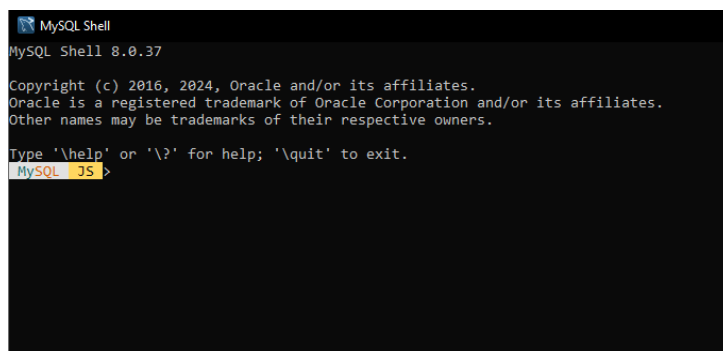 MySQL Shell
MySQL Shell 8.0.37
Copyright (c) 2016, 2024, Oracle and/or its affiliates.
Oracle is a registered trademark of Oracle Corporation and/or its affiliates.
Other names may be trademarks of their respective owners.
Type '\help' or '\?' for help; '\quit' to exit.
MySQL JS >